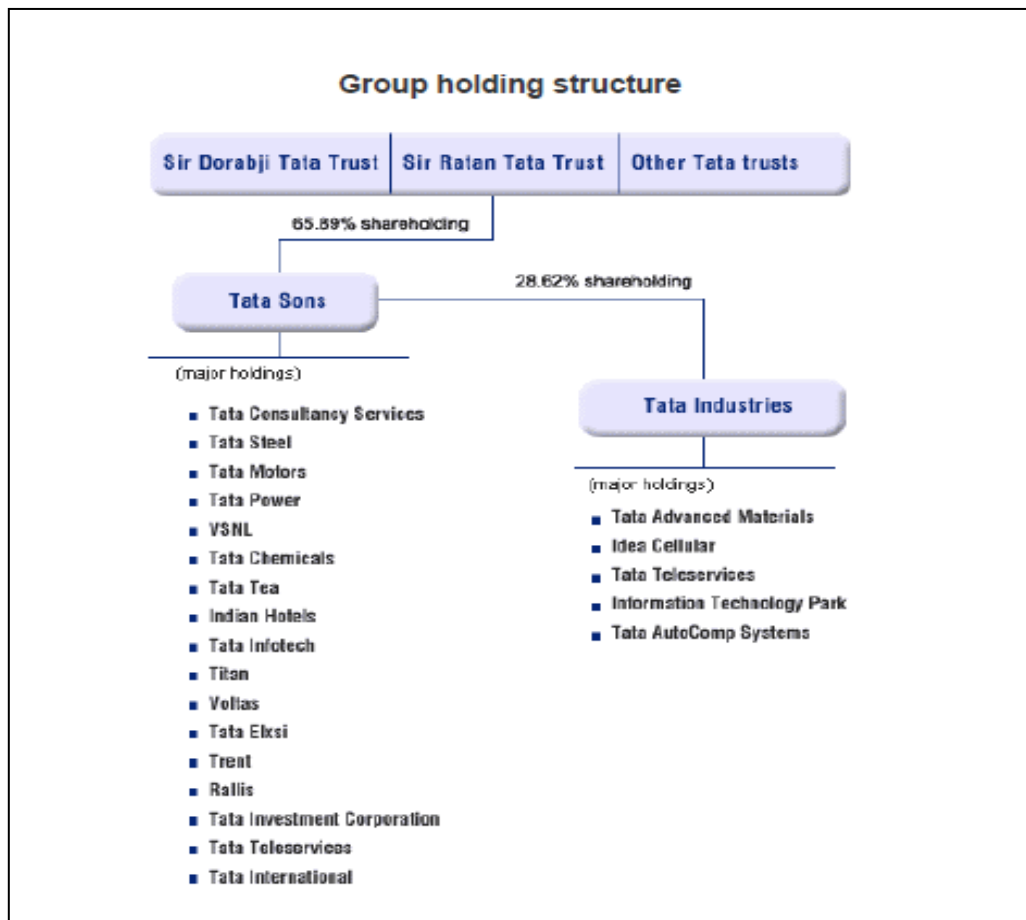 Group holding structure
Sir Dorabji Tata Trust
Sir Ratan Tata Trust
Other Tata trusts
65.89% shareholding
Tata Sons
28.62% shareholding
(major holdings)
Tata Consultancy Services
Tata Steel
Tata Motors
Tata Power
VSNL
Tata Chemicals
Tata Tea
Indian Hotels
Tata Infotech
Titan
Voltas
Tata Elxsi
Trent
Rallis
Tata Investment Corporation
Tata Teleservices
Tata International
Tata Industries
(major holdings)
Tata Advanced Materials
Idea Cellular
Tata Teleservices
Information Technology Park
Tata AutoComp Systems